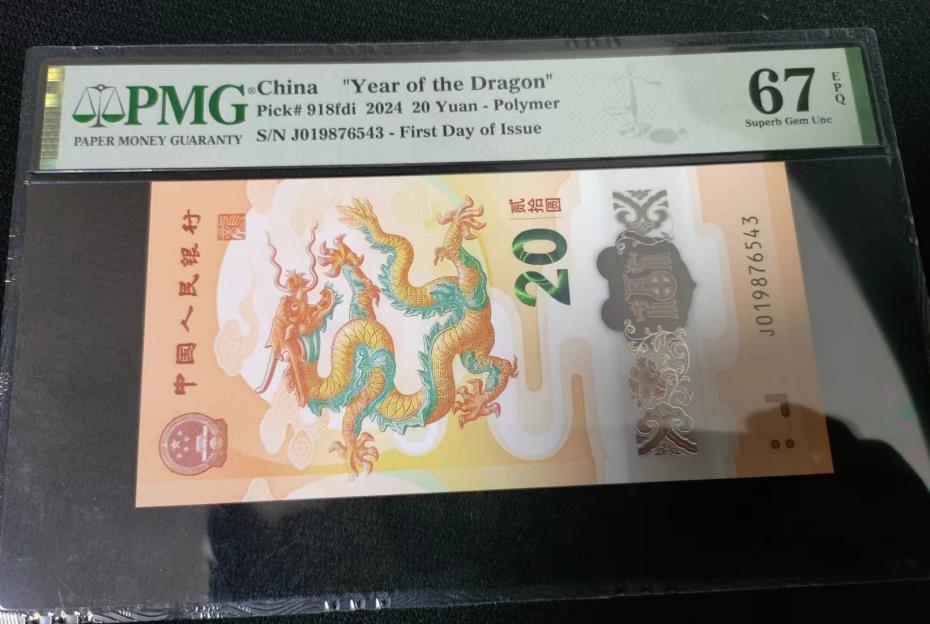 PMG®
PAPER MONEY GUARANTY
China "Year of the Dragon"
Pick# 918fdi 2024 20 Yuan - Polymer
S/N J019876543 - First Day of Issue
67
EPQ
Superb Gem Unc
中国人民银行
贰拾圆
20
J019876543